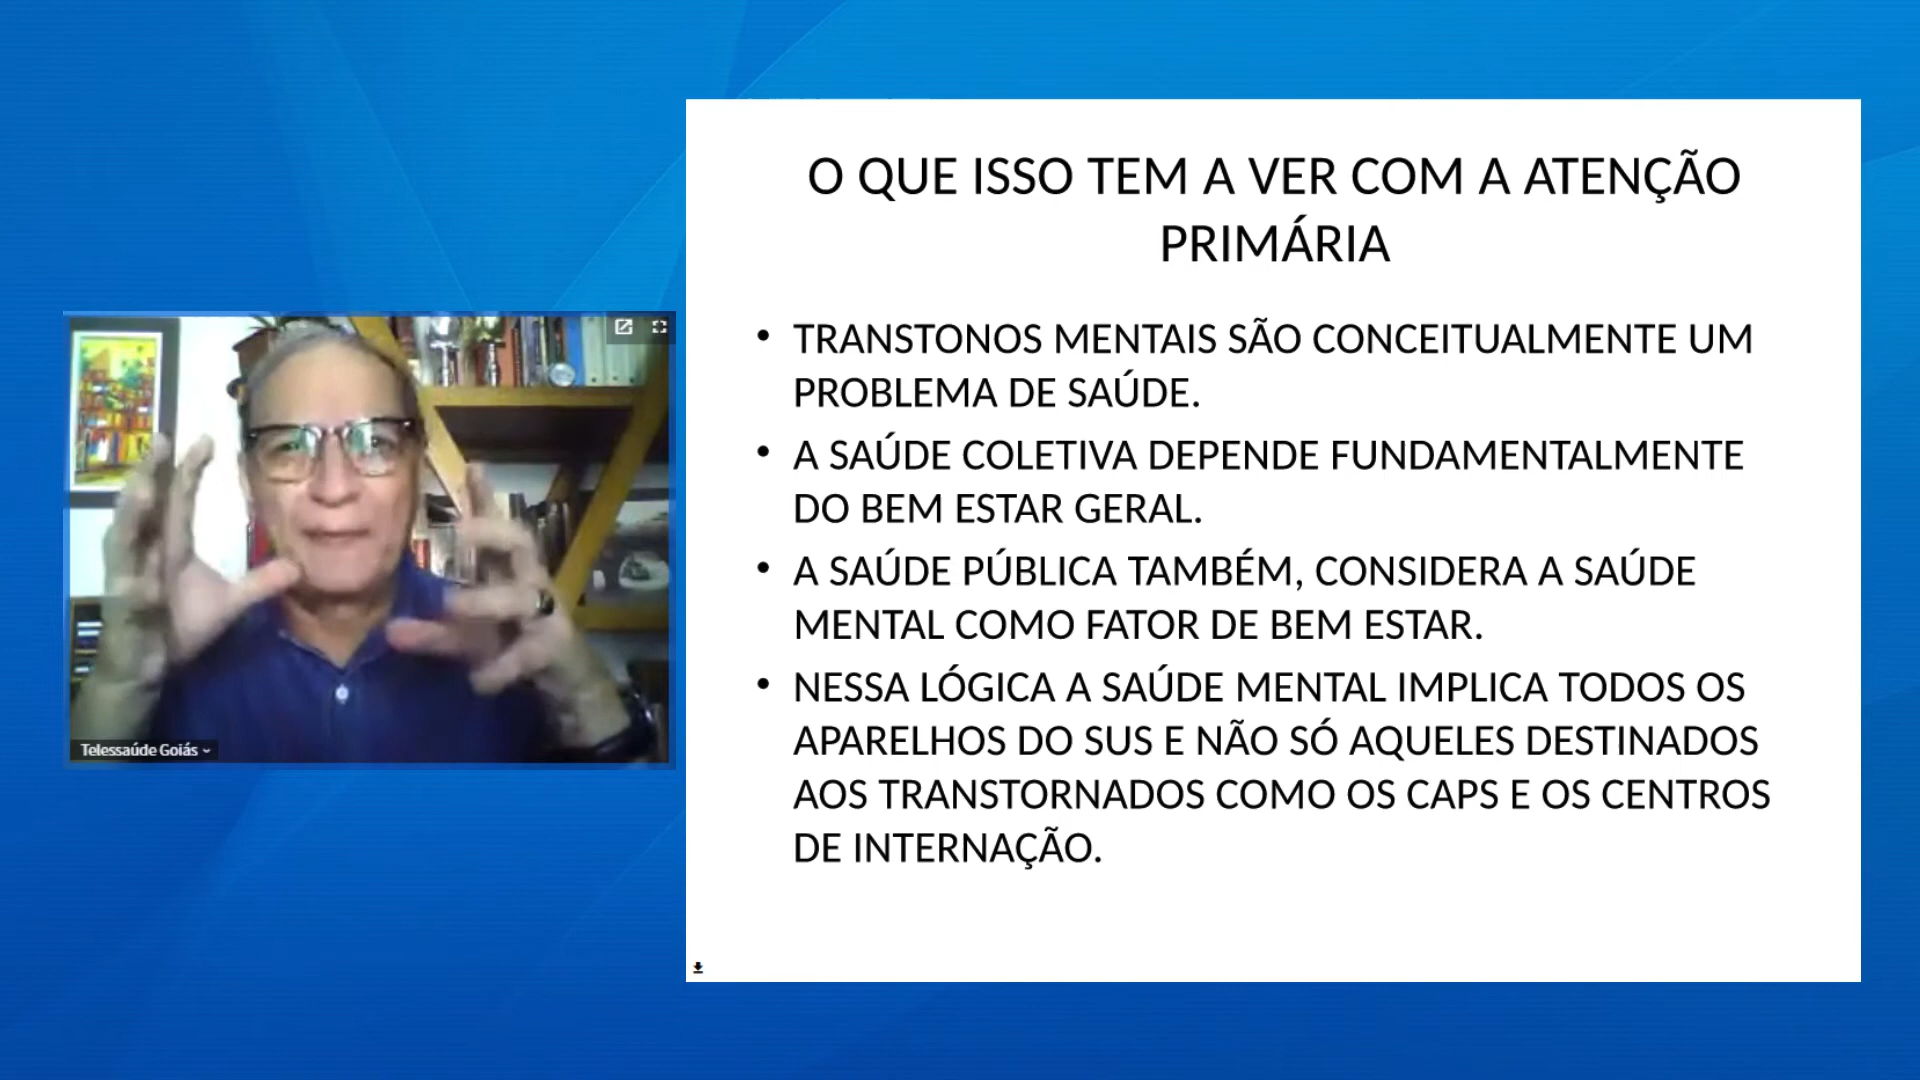 O QUE ISSO TEM A VER COM A ATENÇÃO
PRIMÁRIA
• TRANSTONOS MENTAIS SÃO CONCEITUALMENTE UM
PROBLEMA DE SAÚDE.
• A SAÚDE COLETIVA DEPENDE FUNDAMENTALMENTE
DO BEM ESTAR GERAL.
• A SAÚDE PÚBLICA TAMBÉM, CONSIDERA A SAÚDE
MENTAL COMO FATOR DE BEM ESTAR.
• NESSA LÓGICA A SAÚDE MENTAL IMPLICA TODOS OS
APARELHOS DO SUS E NÃO SÓ AQUELES DESTINADOS
AOS TRANSTORNADOS COMO OS CAPS E OS CENTROS
DE INTERNAÇÃO.
Telessaúde Goiás